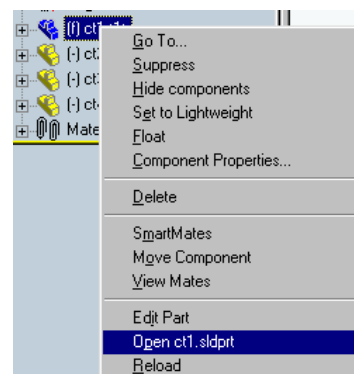 (f) ct
Go To...
(-) ct
Suppress
(-) ct
Hide components
(-) ct
Set to Lightweight
Mate
Float
Component Properties...
Delete
SmartMates
Move Component
View Mates
Edit Part
Open ct1.sldprt
Reload